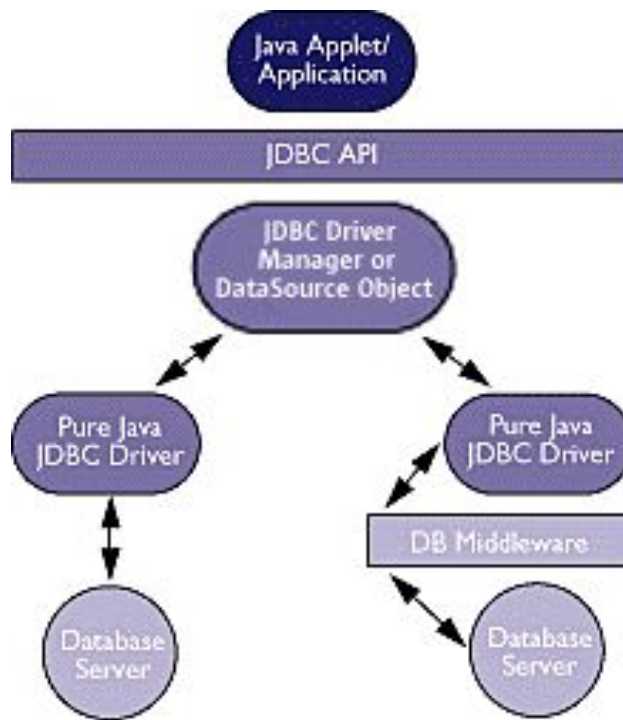 Java Applet/
Application
JDBC API
JDBC Driver
Manager or
DataSource Object
Pure Java
JDBC Driver
Pure Java
JDBC Driver
DB Middleware
Database
Server
Database
Server